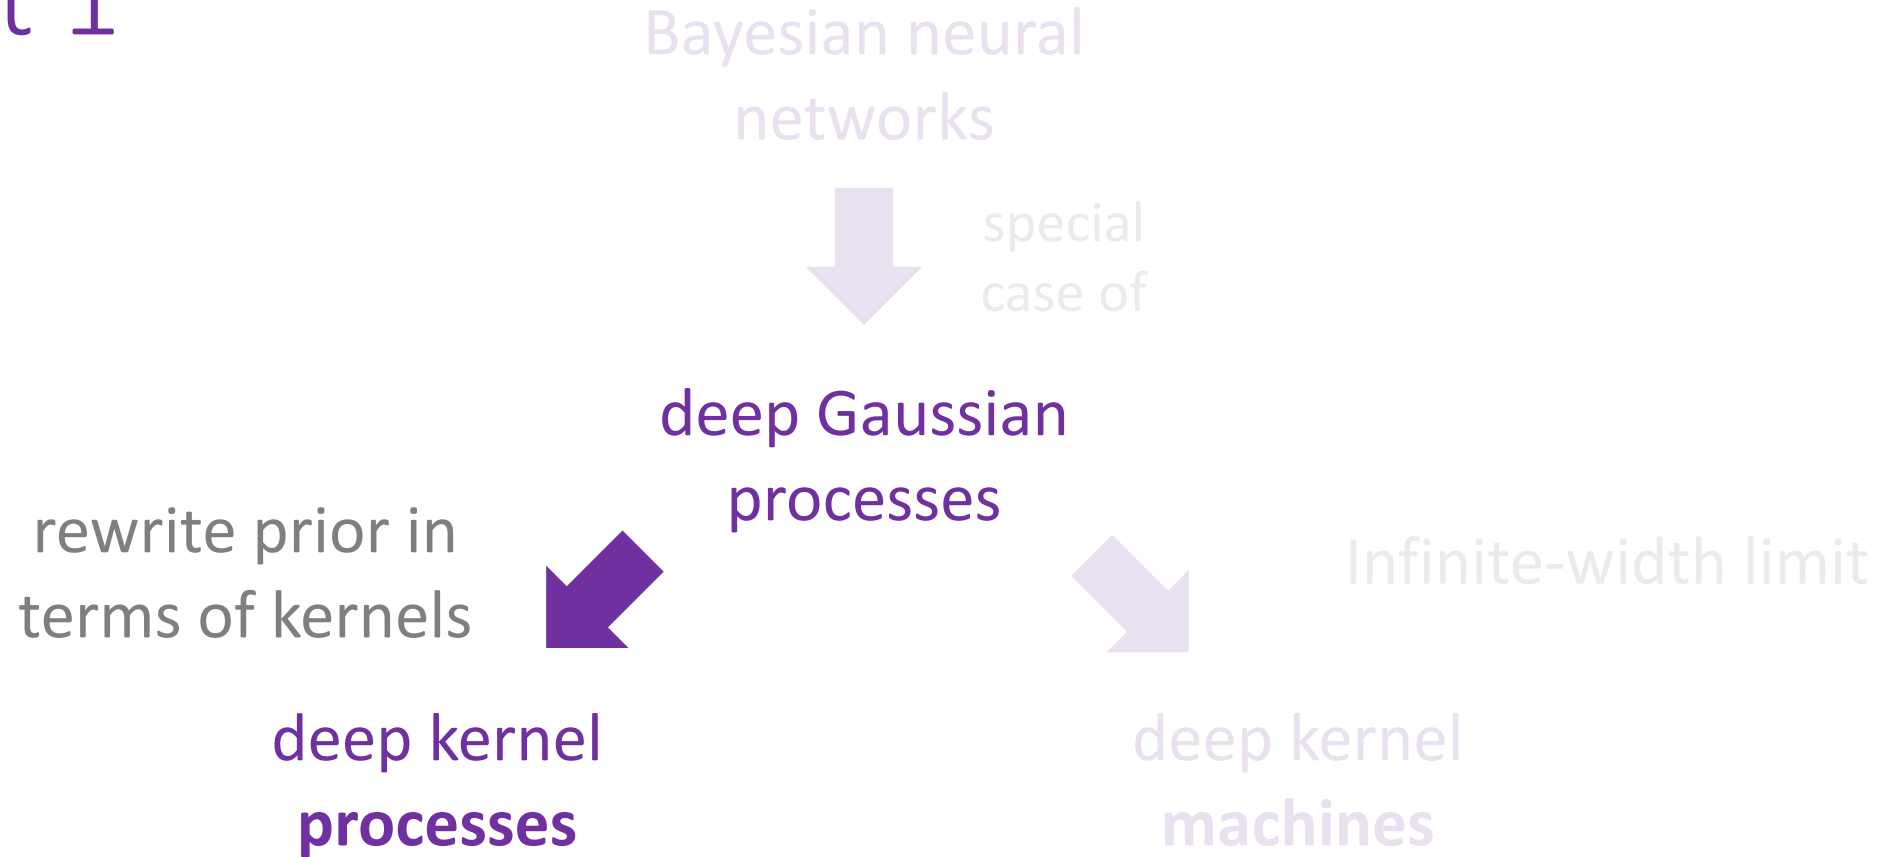 t 1
Bayesian neural
networks
special
case of
deep Gaussian
processes
rewrite prior in
terms of kernels
Infinite-width limit
deep kernel
processes
deep kernel
machines